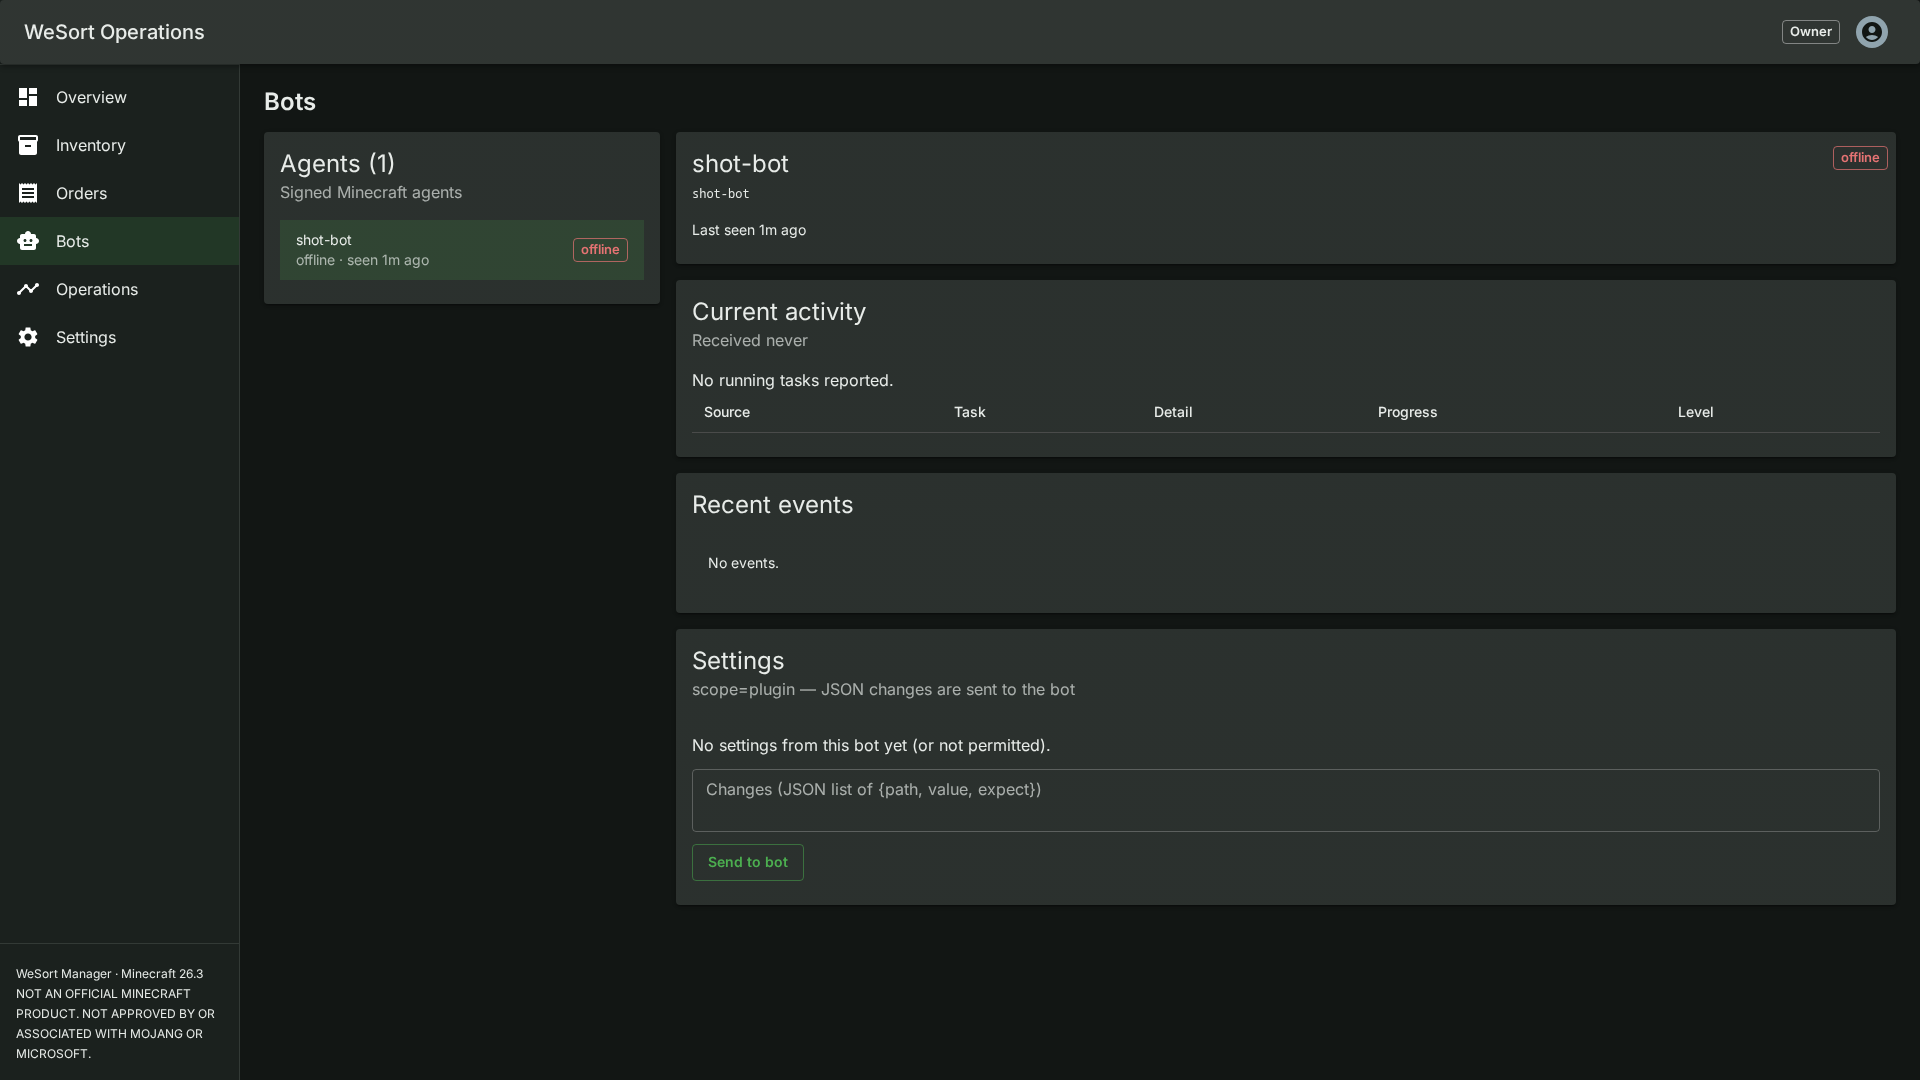 WeSort Operations
Owner
Overview
Inventory
Orders
Bots
Operations
Settings
WeSort Manager · Minecraft 26.3
NOT AN OFFICIAL MINECRAFT
PRODUCT. NOT APPROVED BY OR
ASSOCIATED WITH MOJANG OR
MICROSOFT.
Bots
Agents (1)
Signed Minecraft agents
shot-bot
offline · seen 1m ago
offline
shot-bot
offline
shot-bot
Last seen 1m ago
Current activity
Received never
No running tasks reported.
Source Task Detail Progress Level
Recent events
No events.
Settings
scope=plugin — JSON changes are sent to the bot
No settings from this bot yet (or not permitted).
Changes (JSON list of {path, value, expect})
Send to bot